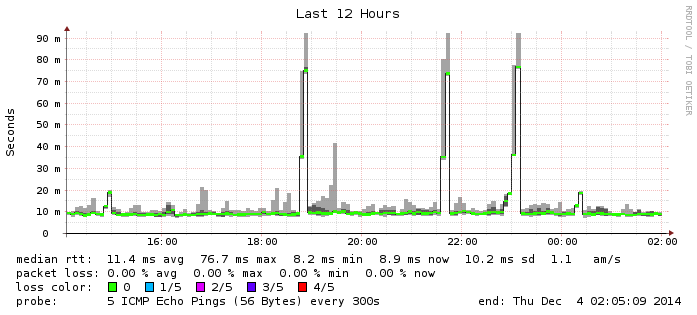 Last 12 Hours
RRDTOOL / TOBI OETIKER
Seconds
90 m
80 m
70 m
60 m
50 m
40 m
30 m
20 m
10 m
0
16:00 18:00 20:00 22:00 00:00 02:00
median rtt: 11.4 ms avg 76.7 ms max 8.2 ms min 8.9 ms now 10.2 ms sd 1.1 am/s
packet loss: 0.00 % avg 0.00 % max 0.00 % min 0.00 % now
loss color: 0 1/5 2/5 3/5 4/5
probe: 5 ICMP Echo Pings (56 Bytes) every 300s end: Thu Dec 4 02:05:09 2014